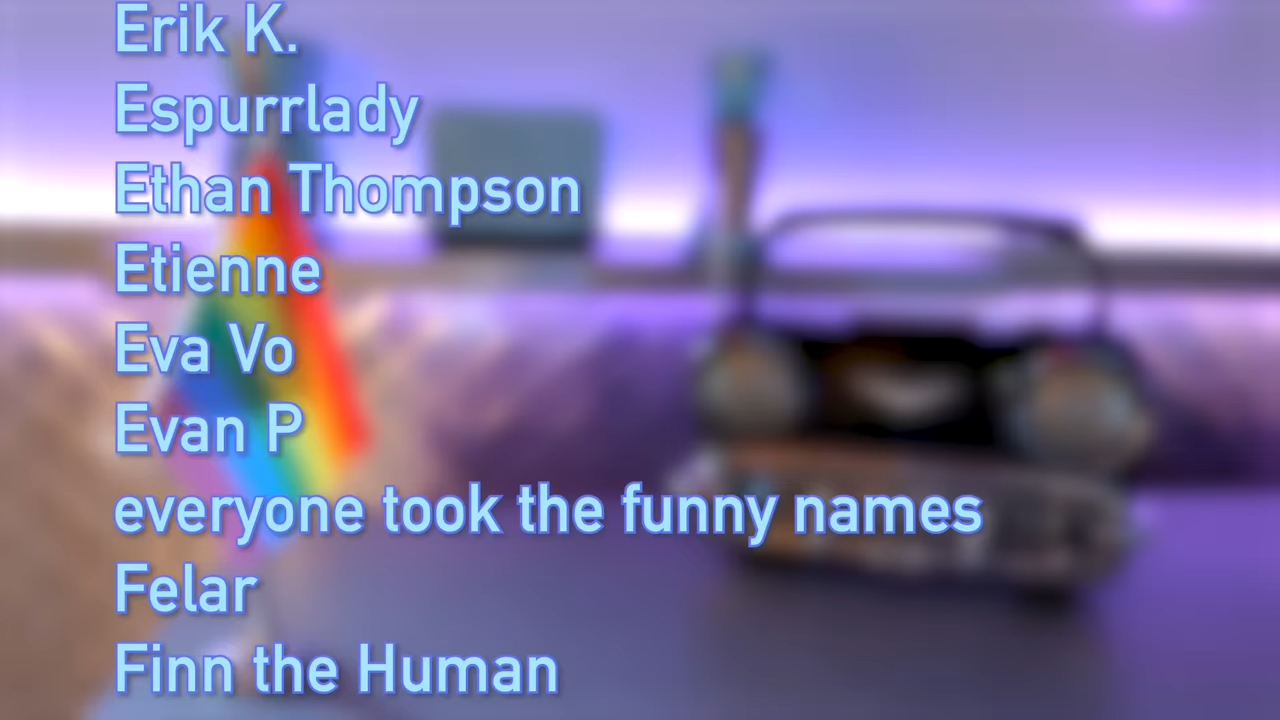 Erik K.
Espurrlady
Ethan Thompson
Etienne
Eva Vo
Evan P
everyone took the funny names
Felar
Finn the Human